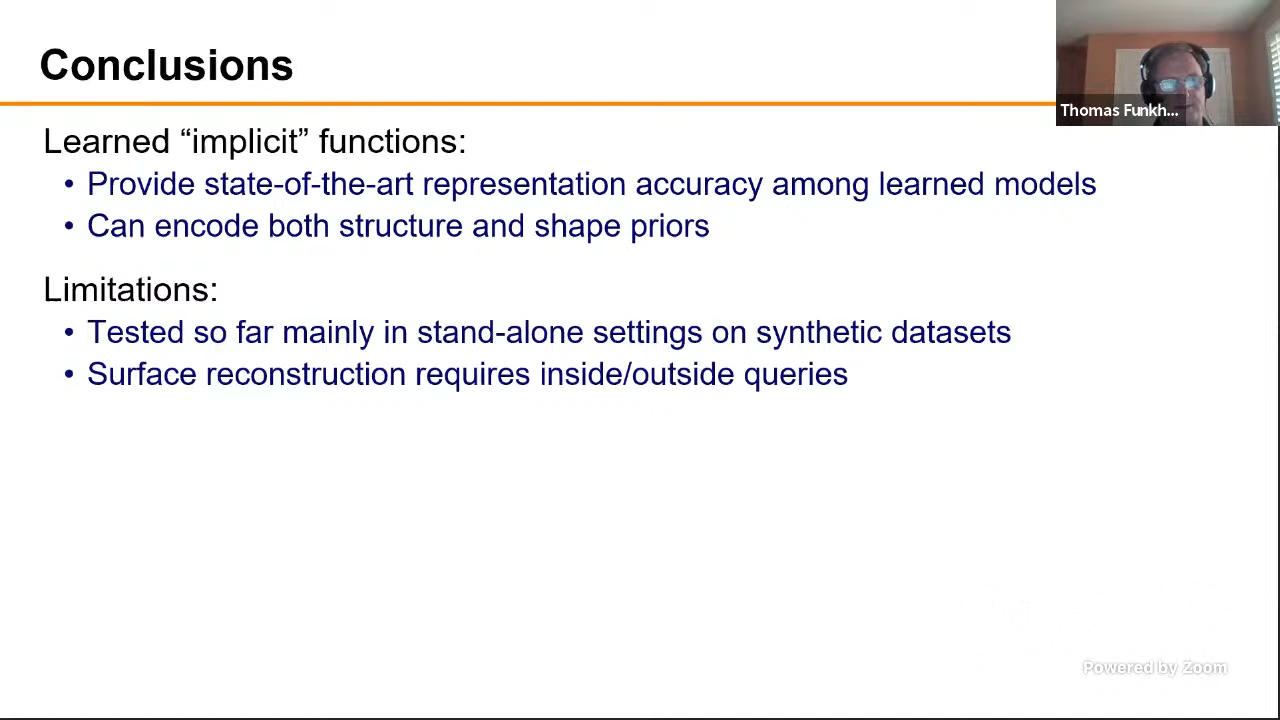 Conclusions
Thomas Funkh...
Learned “implicit” functions:
• Provide state-of-the-art representation accuracy among learned models
• Can encode both structure and shape priors
Limitations:
• Tested so far mainly in stand-alone settings on synthetic datasets
• Surface reconstruction requires inside/outside queries
Powered by Zoom